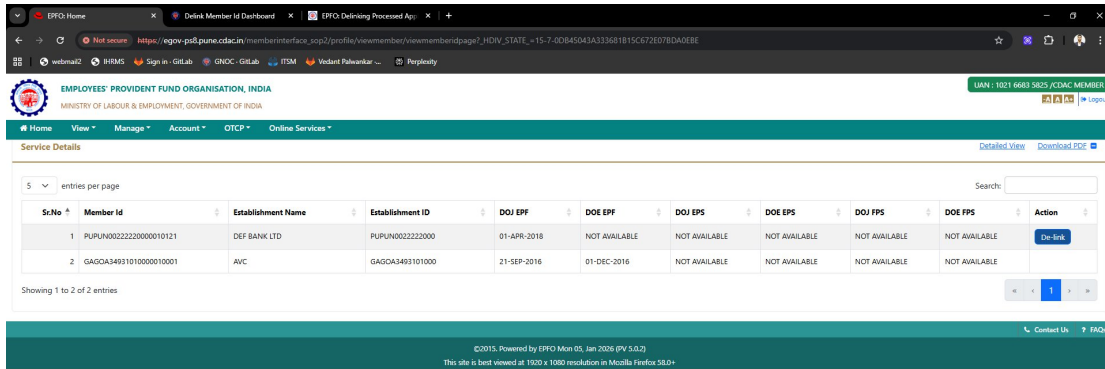 EPFO: Home
Delink Member Id Dashboard
EPFO: Delinking Processed App
Not secure https://egov-ps8.pune.cdac.in/memberinterface_sop2/profile/viewmember/viewmemberidpage?_HDIV_STATE_=15-7-0DB45043A333681B15C672E07BDA0EBE
webmail2 IHRMS Sign in · GitLab GNOC · GitLab ITSM Vedant Palwankar -... Perplexity
EMPLOYEES' PROVIDENT FUND ORGANISATION, INDIA
MINISTRY OF LABOUR & EMPLOYMENT, GOVERNMENT OF INDIA
UAN : 1021 6683 5825 /CDAC MEMBER
-A A A+ Logou
Home View Manage Account OTCP Online Services
Service Details
Detailed View Download PDF
5 entries per page
Search:
Sr.No Member Id Establishment Name Establishment ID DOJ EPF DOE EPF DOJ EPS DOE EPS DOJ FPS DOE FPS Action
1 PUPUN00222220000010121 DEF BANK LTD PUPUN0022222000 01-APR-2018 NOT AVAILABLE NOT AVAILABLE NOT AVAILABLE NOT AVAILABLE NOT AVAILABLE De-link
2 GAGOA34931010000010001 AVC GAGOA3493101000 21-SEP-2016 01-DEC-2016 NOT AVAILABLE NOT AVAILABLE NOT AVAILABLE NOT AVAILABLE
Showing 1 to 2 of 2 entries
« ‹ 1 › »
Contact Us ? FAQs
©2015. Powered by EPFO Mon 05, Jan 2026 (PV 5.0.2)
This site is best viewed at 1920 x 1080 resolution in Mozilla Firefox 58.0+